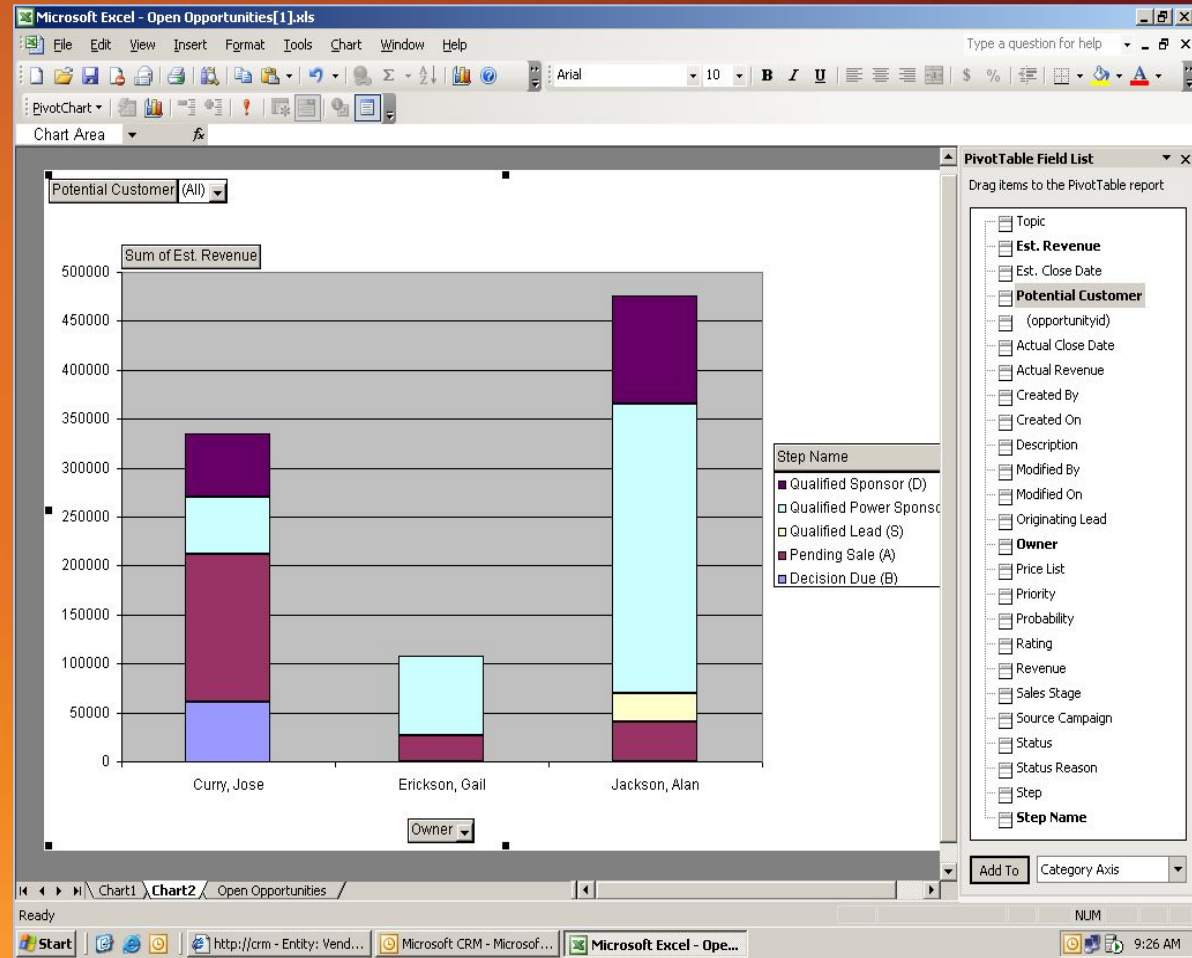 Microsoft Excel - Open Opportunities[1].xls
File Edit View Insert Format Tools Chart Window Help
Type a question for help
Arial
10
B I U
$ %
PivotChart
Chart Area
fx
PivotTable Field List
Drag items to the PivotTable report
Potential Customer (All)
Sum of Est. Revenue
500000
450000
400000
350000
300000
250000
200000
150000
100000
50000
0
Curry, Jose
Erickson, Gail
Jackson, Alan
Owner
Step Name
Qualified Sponsor (D)
Qualified Power Sponso
Qualified Lead (S)
Pending Sale (A)
Decision Due (B)
Topic
Est. Revenue
Est. Close Date
Potential Customer
(opportunityid)
Actual Close Date
Actual Revenue
Created By
Created On
Description
Modified By
Modified On
Originating Lead
Owner
Price List
Priority
Probability
Rating
Revenue
Sales Stage
Source Campaign
Status
Status Reason
Step
Step Name
Add To Category Axis
Chart1 Chart2 Open Opportunities
Ready
NUM
Start
http://crm - Entity: Vend...
Microsoft CRM - Microsof...
Microsoft Excel - Ope...
9:26 AM